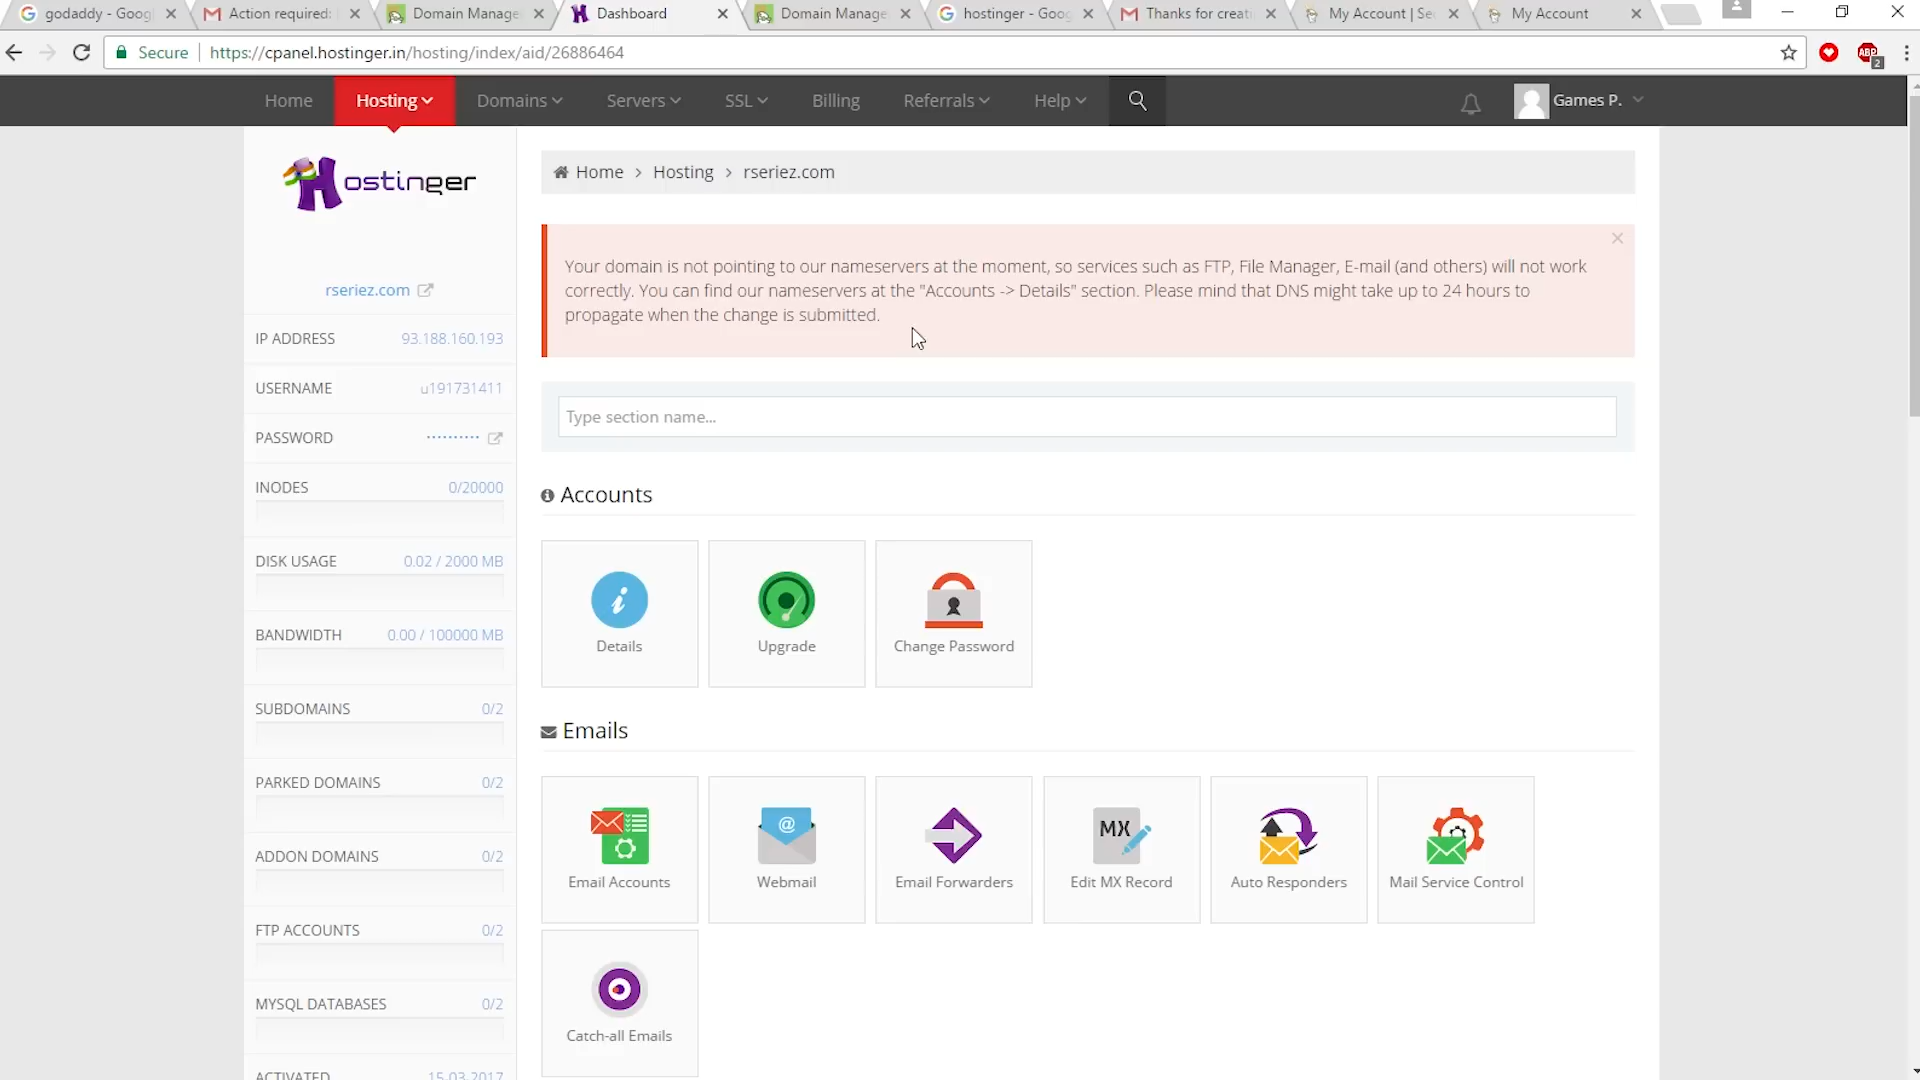 godaddy - Goog
Action required:
Domain Manage
Dashboard
Domain Manage
hostinger - Goog
Thanks for creat
My Account | Se
My Account
Secure
https://cpanel.hostinger.in/hosting/index/aid/26886464
ABP
2
Home
Hosting
Domains
Servers
SSL
Billing
Referrals
Help
Games P.
Hostinger
rseriez.com
IP ADDRESS 93.188.160.193
USERNAME u191731411
PASSWORD ··········
INODES 0/20000
DISK USAGE 0.02 / 2000 MB
BANDWIDTH 0.00 / 100000 MB
SUBDOMAINS 0/2
PARKED DOMAINS 0/2
ADDON DOMAINS 0/2
FTP ACCOUNTS 0/2
MYSQL DATABASES 0/2
ACTIVATED 15-03-2017
Home > Hosting > rseriez.com
Your domain is not pointing to our nameservers at the moment, so services such as FTP, File Manager, E-mail (and others) will not work
correctly. You can find our nameservers at the "Accounts -> Details" section. Please mind that DNS might take up to 24 hours to
propagate when the change is submitted.
Type section name...
Accounts
Details
Upgrade
Change Password
Emails
@
MX
Email Accounts
Webmail
Email Forwarders
Edit MX Record
Auto Responders
Mail Service Control
Catch-all Emails